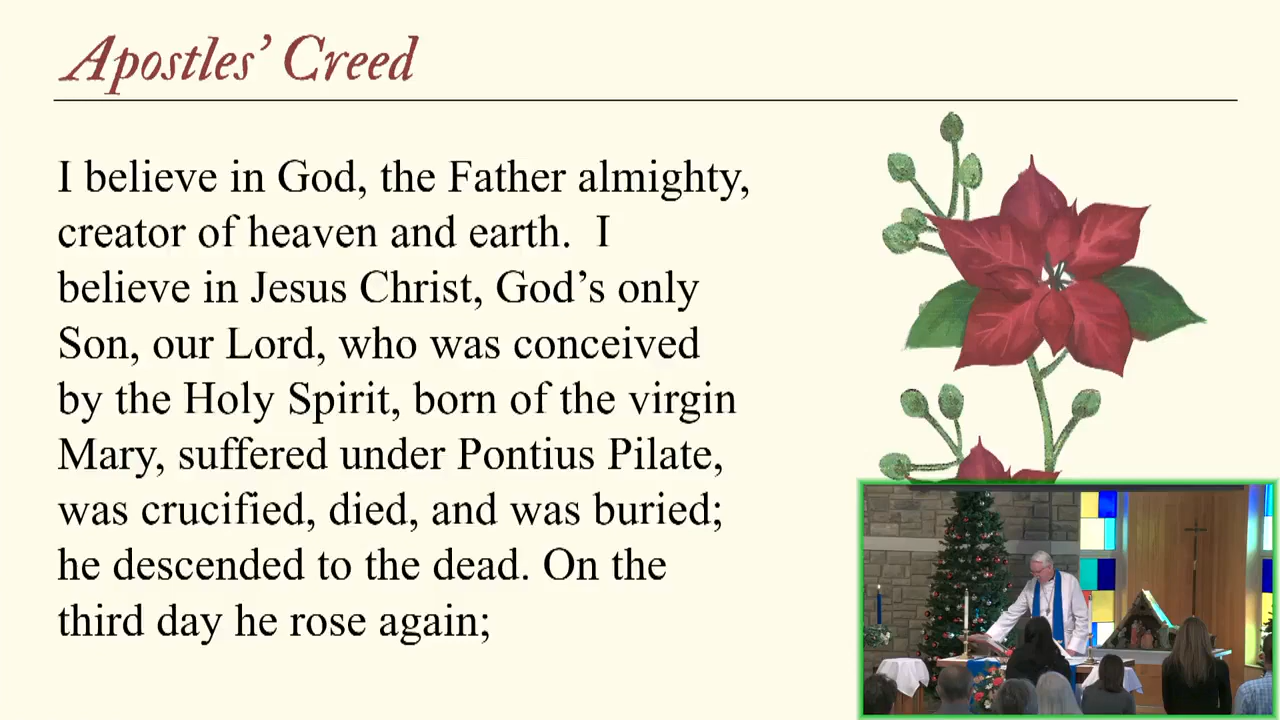 Apostles’ Creed
I believe in God, the Father almighty,
creator of heaven and earth.  I
believe in Jesus Christ, God’s only
Son, our Lord, who was conceived
by the Holy Spirit, born of the virgin
Mary, suffered under Pontius Pilate,
was crucified, died, and was buried;
he descended to the dead. On the
third day he rose again;